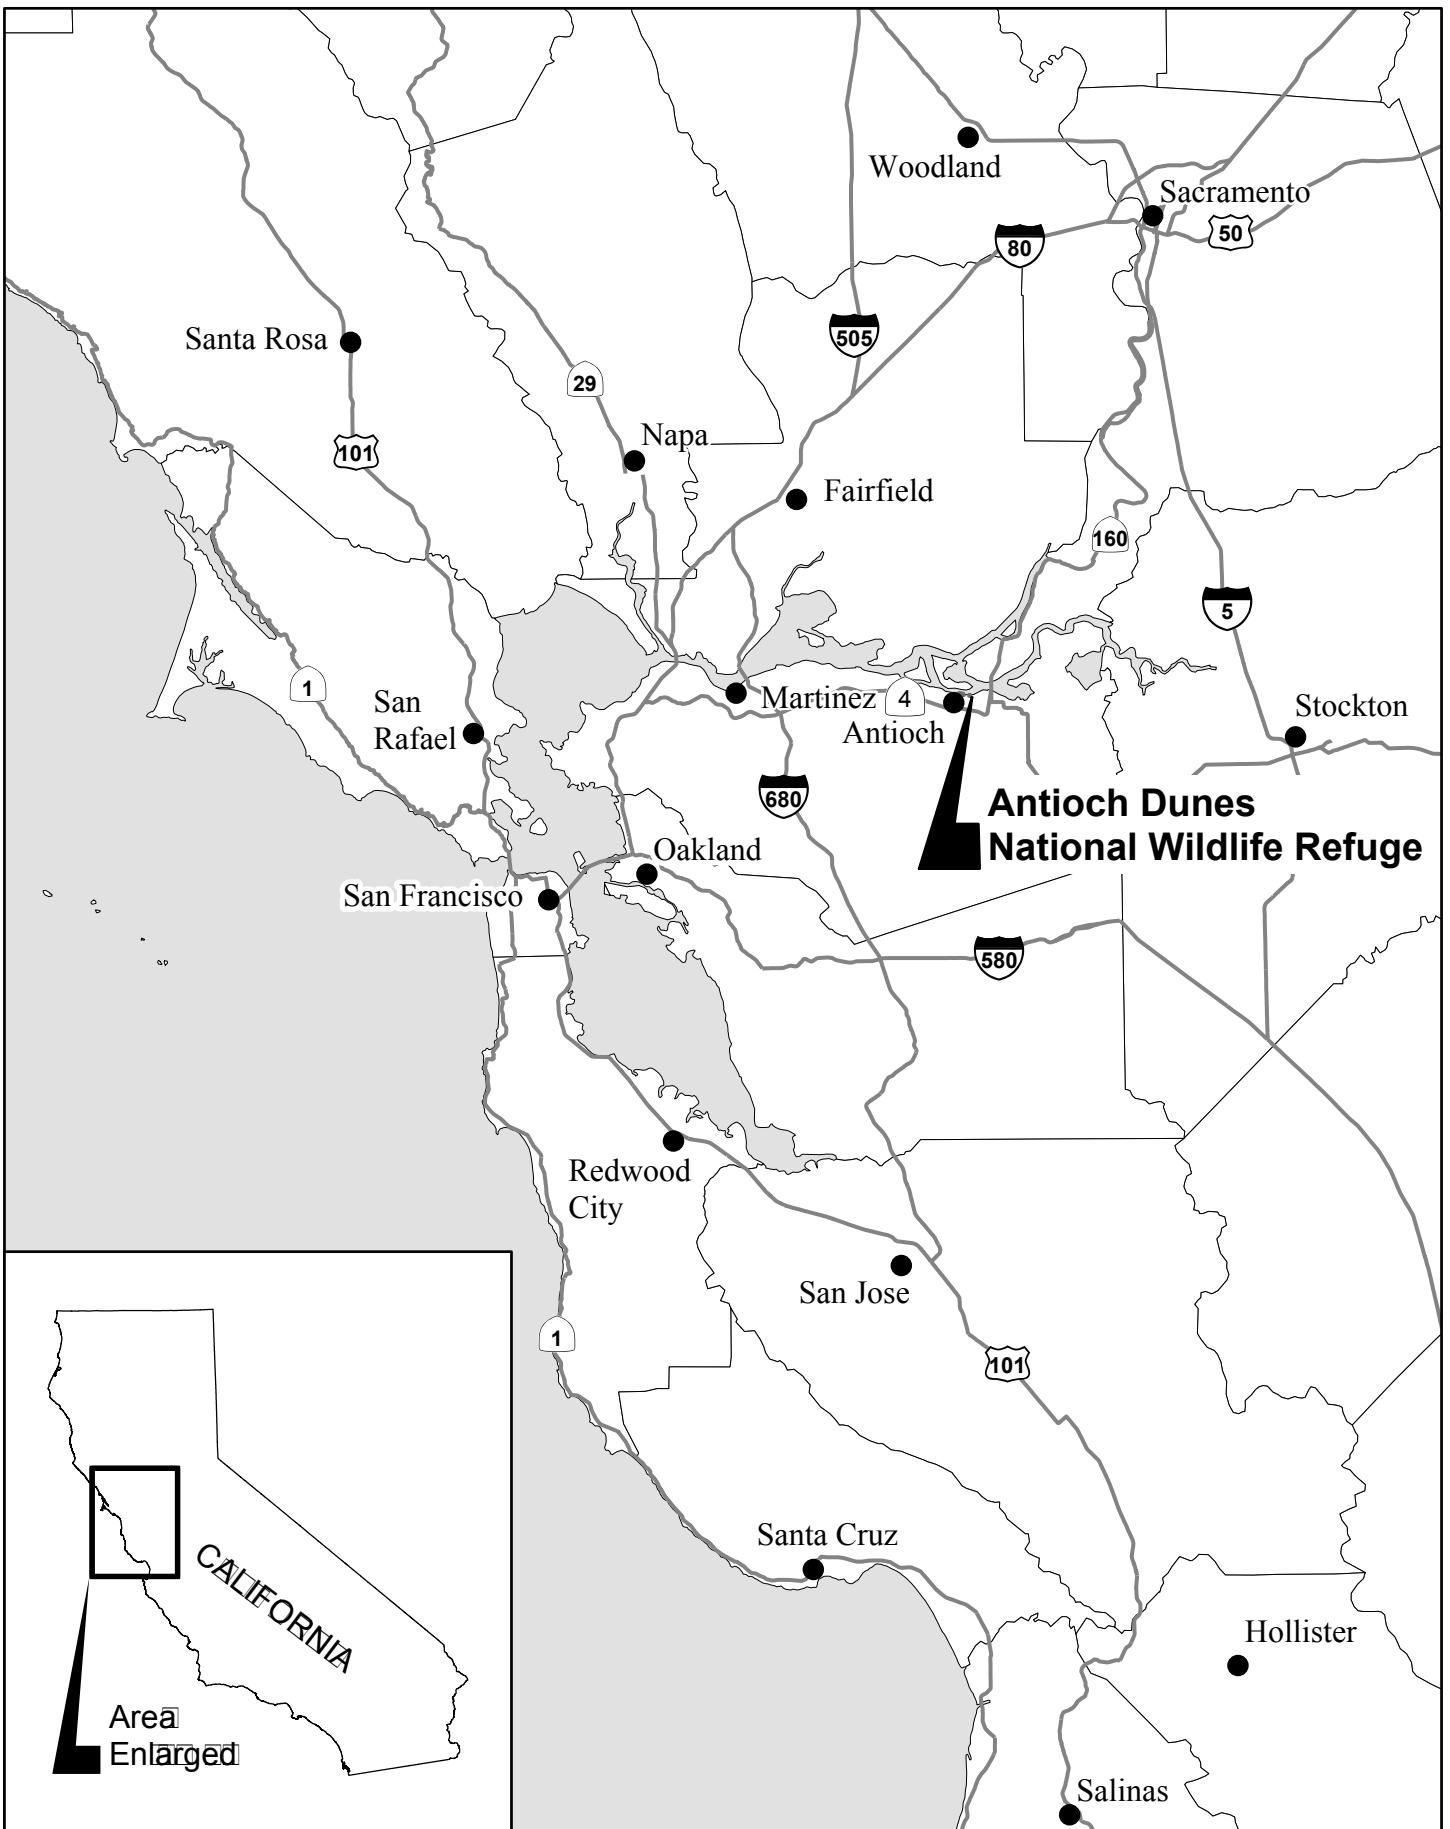 Woodland
Sacramento
80
50
505
Santa Rosa
29
Napa
101
Fairfield
160
5
1
San
Rafael
Martinez
4
Antioch
Stockton
680
Antioch Dunes
National Wildlife Refuge
Oakland
San Francisco
580
Redwood
City
San Jose
1
101
Santa Cruz
Hollister
Salinas
CALIFORNIA
Area
Enlarged